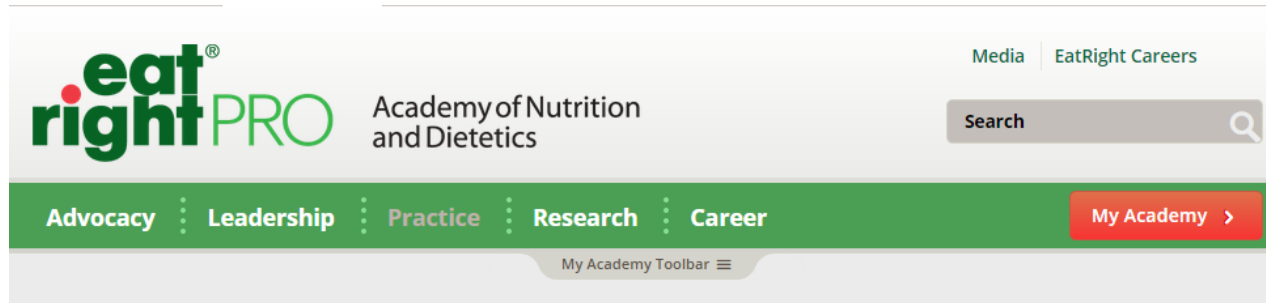 eat®
right PRO
Academy of Nutrition
and Dietetics
Media EatRight Careers
Search
Advocacy Leadership Practice Research Career My Academy
My Academy Toolbar